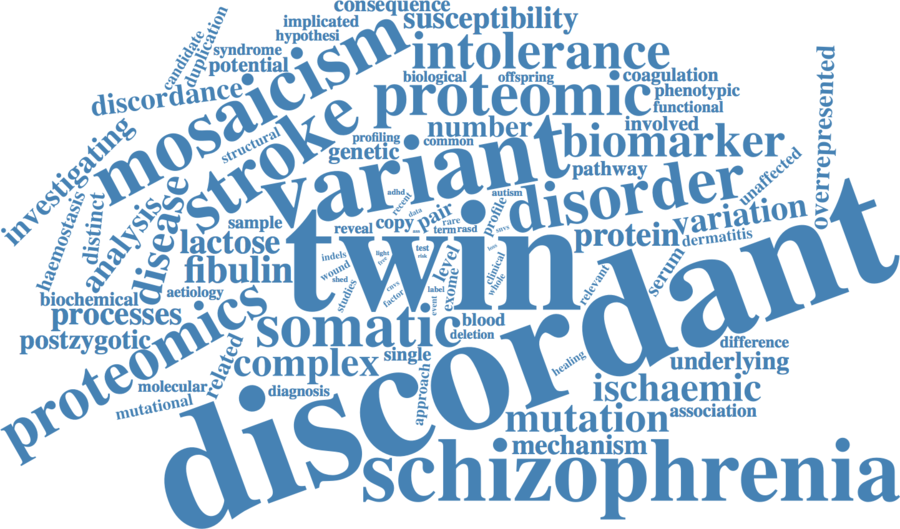 consequence
implicated
susceptibility
hypothesi
candidate
duplication
syndrome
potential
intolerance
mosaicism
discordance
biological
offspring
coagulation
phenotypic
functional
proteomic
stroke
number
involved
overrepresented
investigating
structural
profiling
common
genetic
variant
biomarker
pathway
unaffected
haemostasis
distinct
analysis
disease
adhd
recent
autism
disorder
sample
reveal
copy
data
pair
rare
term
rasd
profile
variation
lactose
twin
protein
dermatitis
fibulin
indels
wound
shed
light
tree
test
risk
level
clinical
whole
serum
relevant
biochemical
aetiology
studies
cnvs
factor
label
event
exome
processes
postzygotic
somatic
blood
deletion
discordant
difference
proteomics
related
complex
single
approach
healing
underlying
molecular
mutational
diagnosis
ischaemic
mutation
association
mechanism
schizophrenia